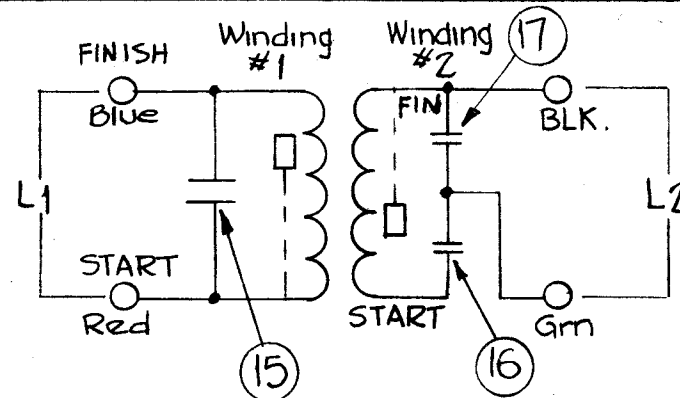 FINISH
Winding
#1
Winding
#2
17
Blue
FIN
BLK.
L1
L2
START
Red
START
Grn
15
16